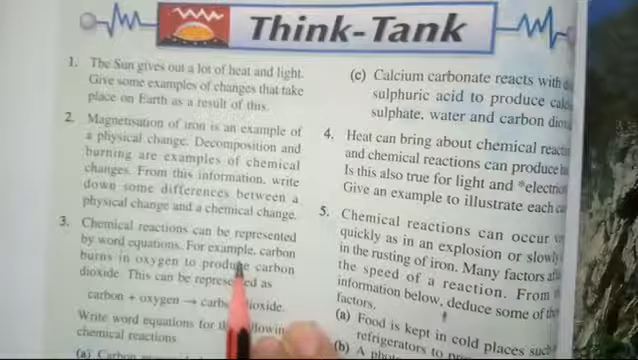 Think-Tank
1. The Sun gives out a lot of heat and light.
Give some examples of changes that take
place on Earth as a result of this.
2. Magnetisation of iron is an example of
a physical change. Decomposition and
burning are examples of chemical
changes. From this information, write
down some differences between a
physical change and a chemical change.
3. Chemical reactions can be represented
by word equations. For example, carbon
burns in oxygen to produce carbon
dioxide. This can be represented as
carbon + oxygen → carbon dioxide.
Write word equations for the
chemical reactions.
(a) Carbon
(c) Calcium carbonate reacts with
sulphuric acid to produce
sulphate, water and carbon
4. Heat can bring about chemical
and chemical reactions can produce
Is this also true for light and
Give an example to illustrate each
5. Chemical reactions can occur
quickly as in an explosion or slowly
in the rusting of iron. Many factors
the speed of a reaction. From
information below, deduce some of
factors.
(a) Food is kept in cold places such
refrigerators to
(b) A